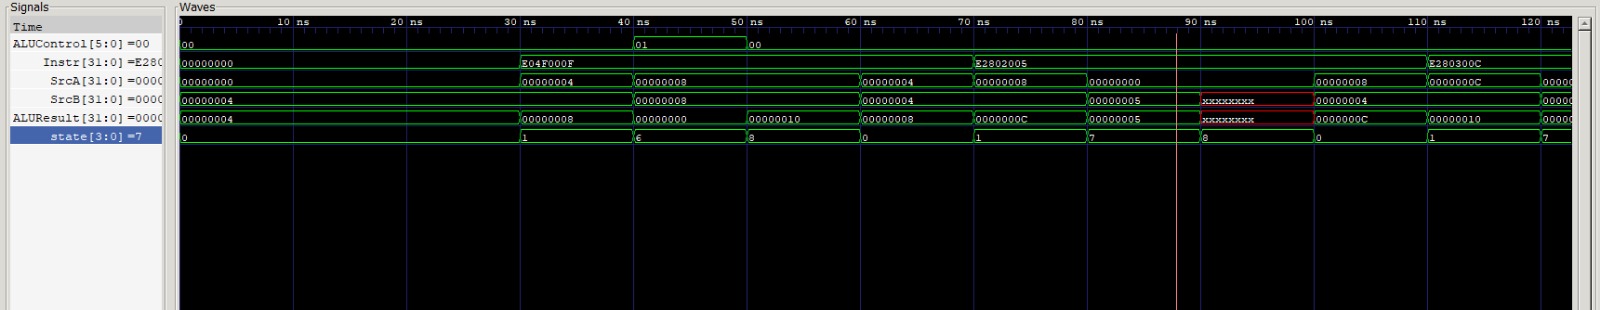 Signals
Waves
Time
0 10 ns 20 ns 30 ns 40 ns 50 ns 60 ns 70 ns 80 ns 90 ns 100 ns 110 ns 120 ns
ALUControl[5:0] =00 00 01 00
Instr[31:0] =E280 00000000 E04F000F E2802005 E280300C
SrcA[31:0] =0000 00000000 00000004 00000008 00000004 00000008 00000000 00000008 0000000C 0000
SrcB[31:0] =0000 00000004 00000008 00000004 00000005 xxxxxxxx 00000004 0000
ALUResult[31:0] =0000 00000004 00000008 00000000 00000010 00000008 0000000C 00000005 xxxxxxxx 0000000C 00000010 0000
state[3:0] =7 0 1 6 8 0 1 7 8 0 1 7